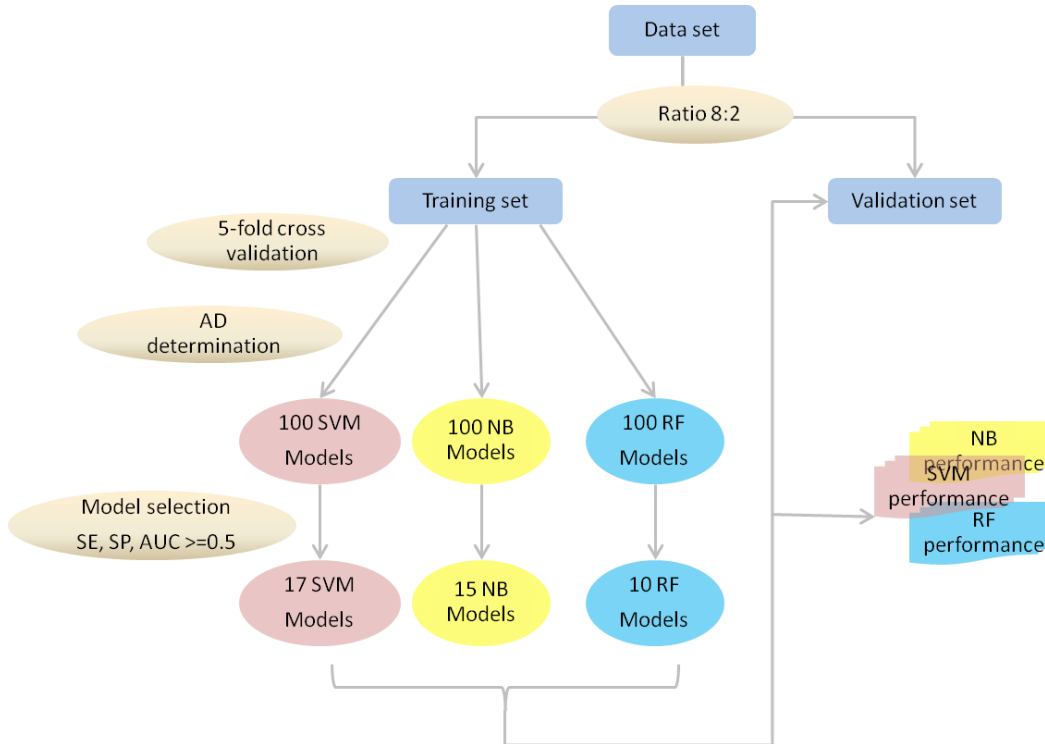 Data set
Ratio 8:2
Training set
Validation set
5-fold cross
validation
AD
determination
100 SVM
Models
100 NB
Models
100 RF
Models
NB
performance
SVM
performance
RF
performance
Model selection
SE, SP, AUC >=0.5
17 SVM
Models
15 NB
Models
10 RF
Models